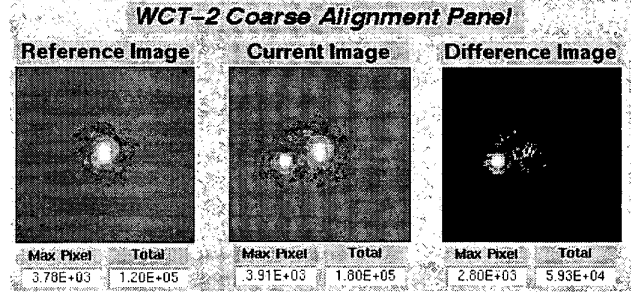 WCT-2 Coarse Alignment Panel
Reference Image Current Image Difference Image
Max Pixel Total Max Pixel Total Max Pixel Total
3.78E+03 1.20E+05 3.91E+03 1.80E+05 2.80E+03 5.93E+04